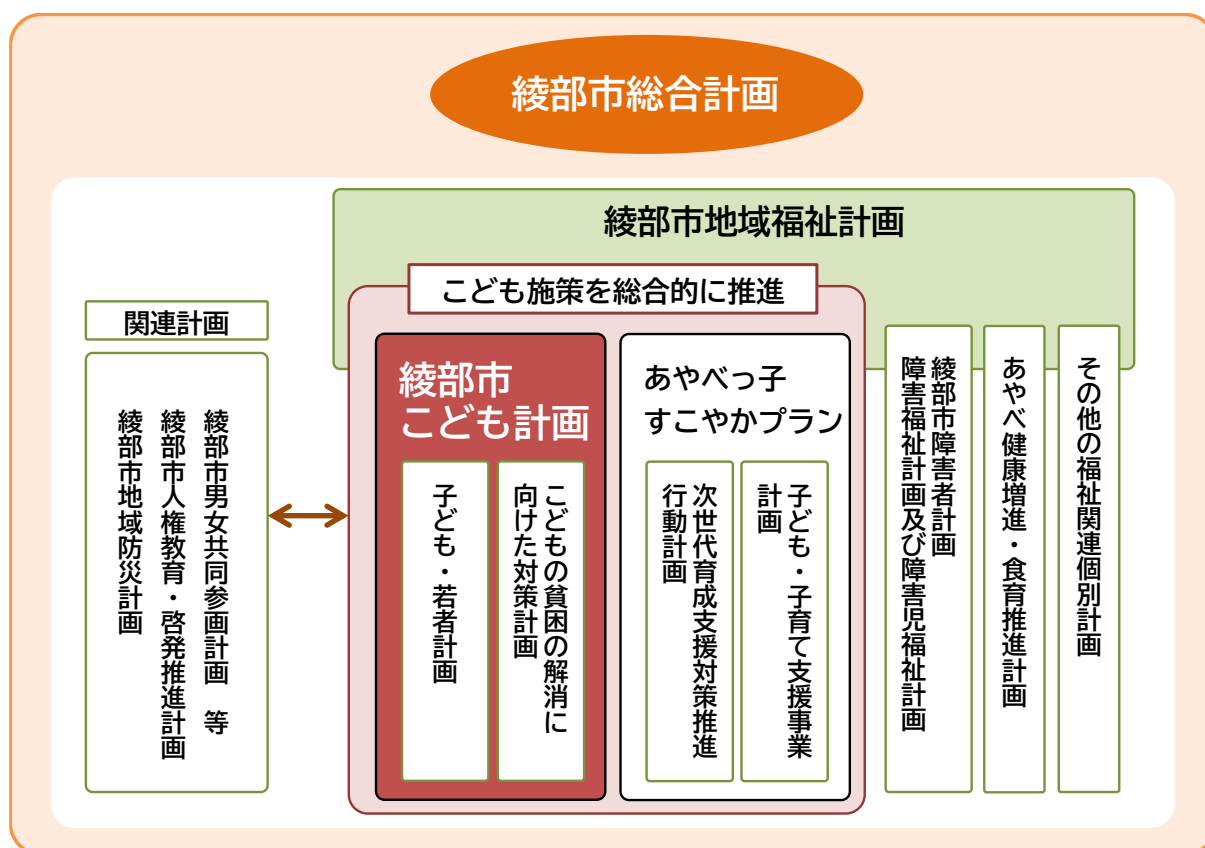 綾部市総合計画
綾部市地域福祉計画
こども施策を総合的に推進
関連計画
綾部市男女共同参画計画　等
綾部市人権教育・啓発推進計画
綾部市地域防災計画
綾部市
こども計画
こどもの貧困の解消に
向けた対策計画
子ども・若者計画
あやべっ子
すこやかプラン
子ども・子育て支援事業
計画
次世代育成支援対策推進
行動計画
綾部市障害者計画
障害福祉計画及び障害児福祉計画
あやべ健康増進・食育推進計画
その他の福祉関連個別計画